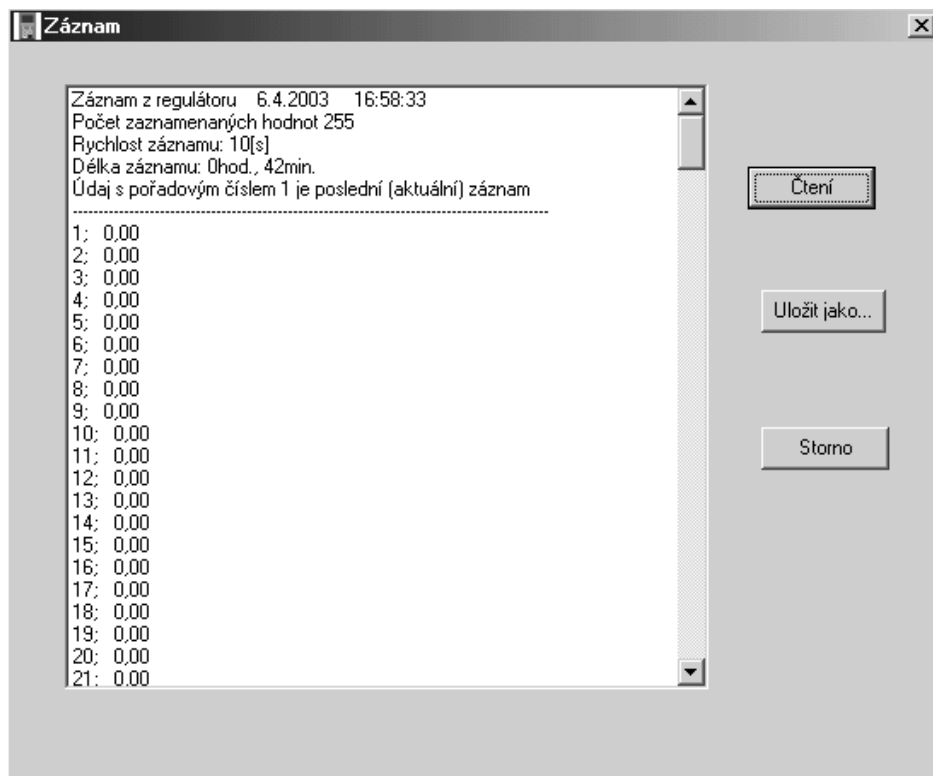 Záznam
Záznam z regulátoru 6.4.2003 16:58:33
Počet zaznamenaných hodnot 255
Rychlost záznamu: 10[s]
Délka záznamu: 0hod., 42min.
Údaj s pořadovým číslem 1 je poslední (aktuální) záznam
--------------------------------------------------------------------------------------------
1; 0,00
2; 0,00
3; 0,00
4; 0,00
5; 0,00
6; 0,00
7; 0,00
8; 0,00
9; 0,00
10; 0,00
11; 0,00
12; 0,00
13; 0,00
14; 0,00
15; 0,00
16; 0,00
17; 0,00
18; 0,00
19; 0,00
20; 0,00
21; 0,00
Čtení
Uložit jako...
Storno